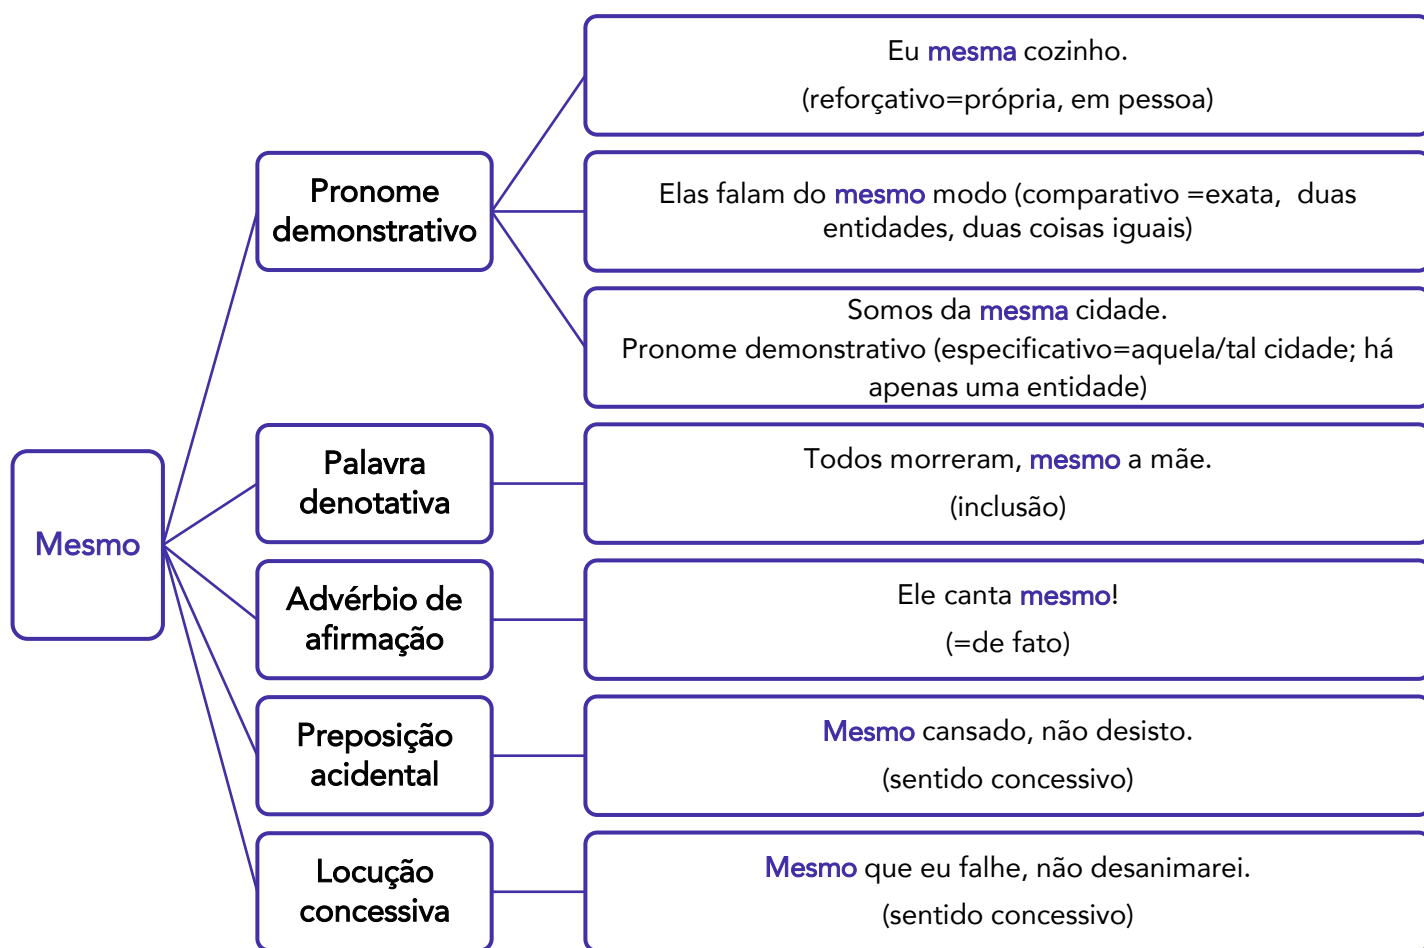 Mesmo
Pronome
demonstrativo
Eu mesma cozinho.
(reforçativo=própria, em pessoa)
Elas falam do mesmo modo (comparativo =exata, duas
entidades, duas coisas iguais)
Somos da mesma cidade.
Pronome demonstrativo (especificativo=aquela/tal cidade; há
apenas uma entidade)
Palavra
denotativa
Todos morreram, mesmo a mãe.
(inclusão)
Advérbio de
afirmação
Ele canta mesmo!
(=de fato)
Preposição
acidental
Mesmo cansado, não desisto.
(sentido concessivo)
Locução
concessiva
Mesmo que eu falhe, não desanimarei.
(sentido concessivo)